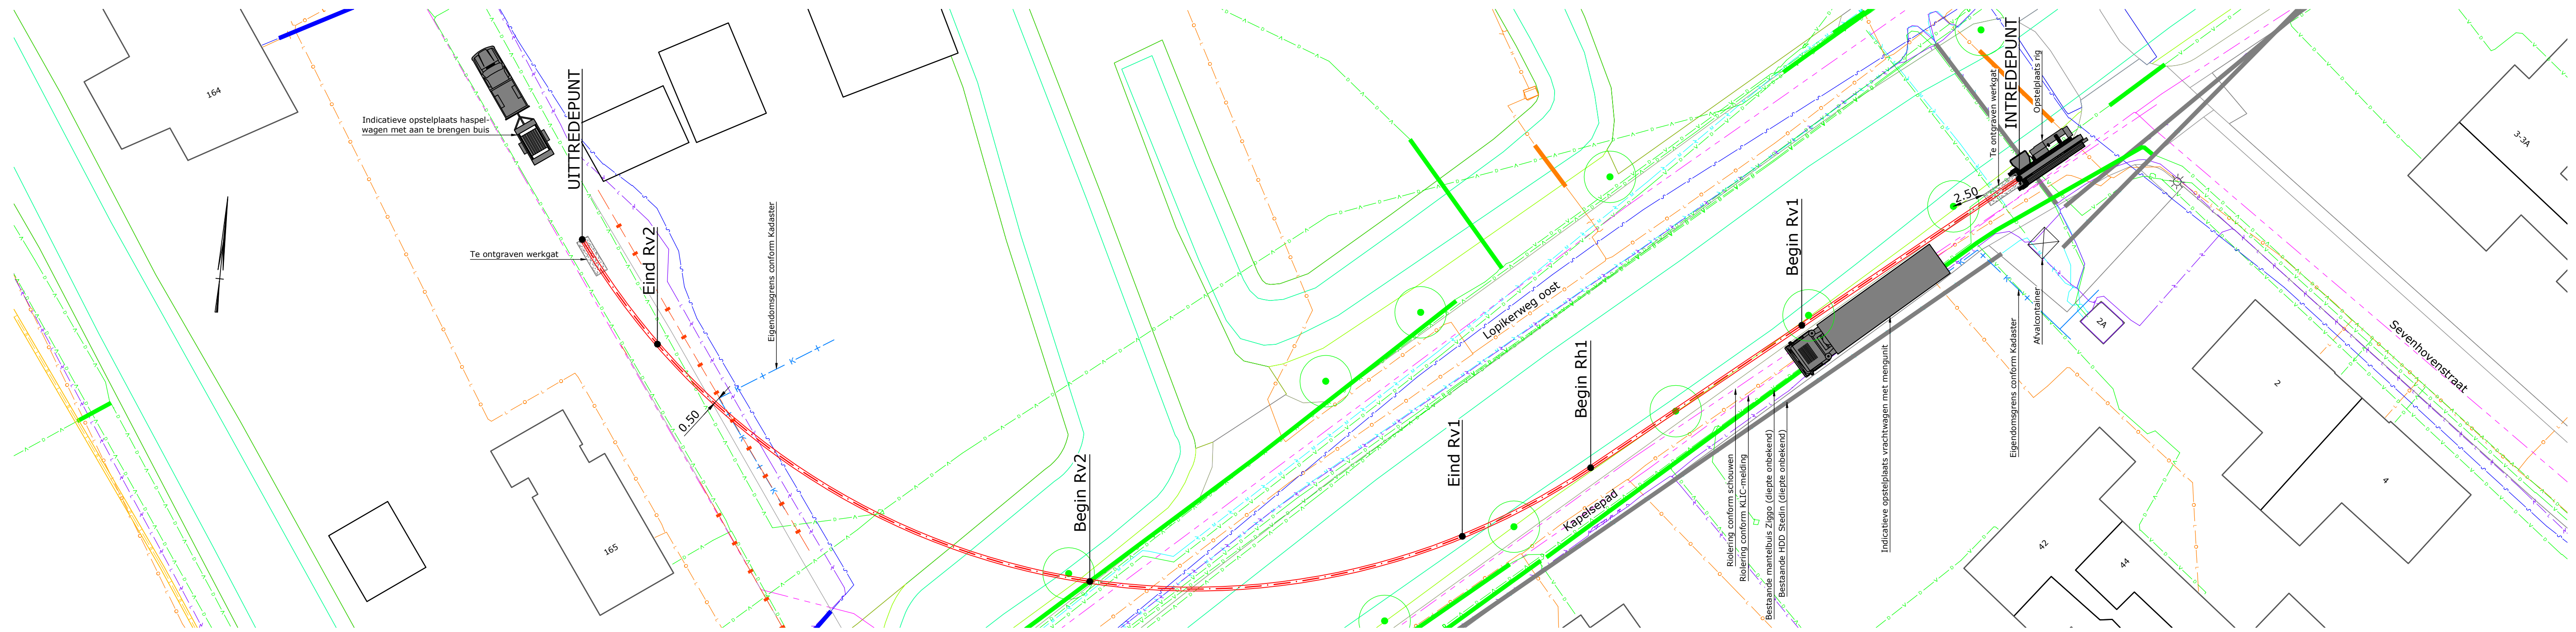 164
Indicatieve opstelplaats haspel-
wagen met aan te brengen buis
UITTREDEPUNT
Te ontgraven werkgat
Eind Rv2
Eigendomsgrens conform Kadaster
K
K
K
K
0.50
165
Begin Rv2
Lopikerweg oost
Eind Rv1
Begin Rh1
Kapelsepad
Begin Rv1
Riolering conform schouwen
Riolering conform KLIC-melding
Bestaande mantelbuis Ziggo (diepte onbekend)
Bestaande HDD Stedin (diepte onbekend)
Indicatieve opstelplaats vrachtwagen met mengunit
2.50
Te ontgraven werkgat
INTREDEPUNT
Opstelplaats rig
K
K
Eigendomsgrens conform Kadaster
Afvalcontainer
2A
Sevenhovenstraat
3-3A
2
4
42
44